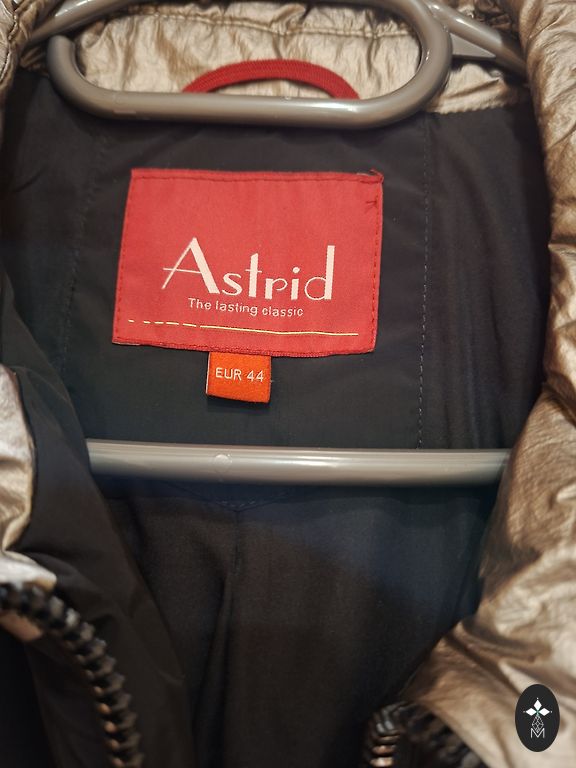 Astrid
The lasting classic
EUR 44